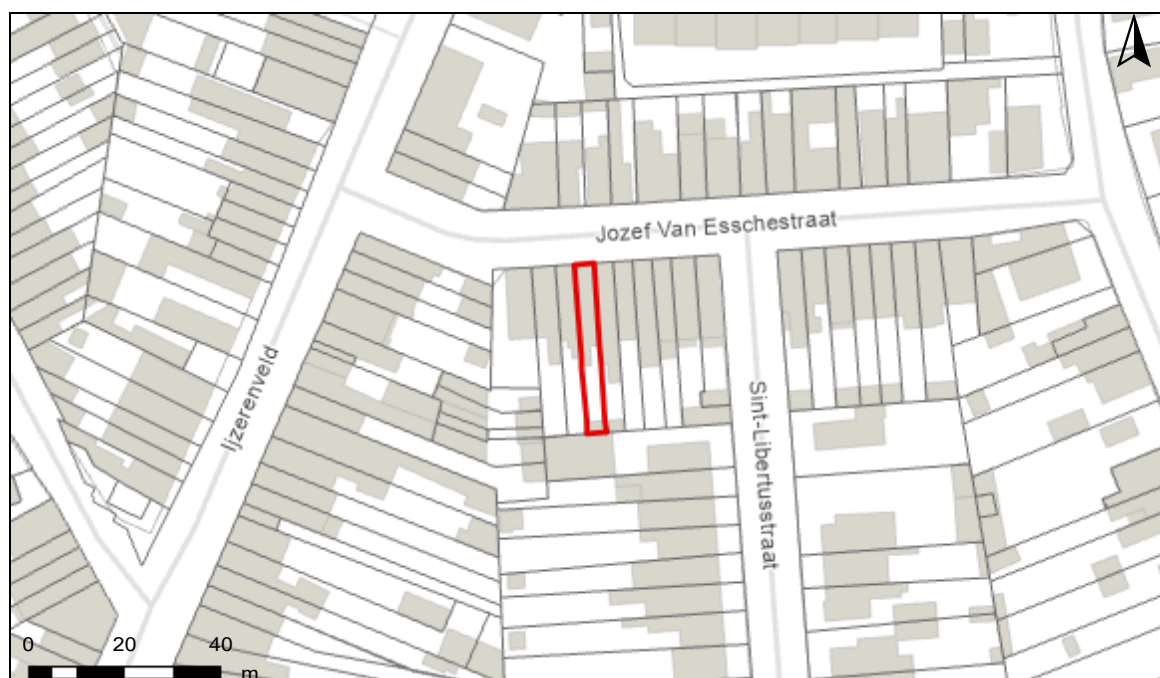 Jozef Van Esschestraat
Ijzerenveld
Sint-Libertusstraat
0 20 40
m